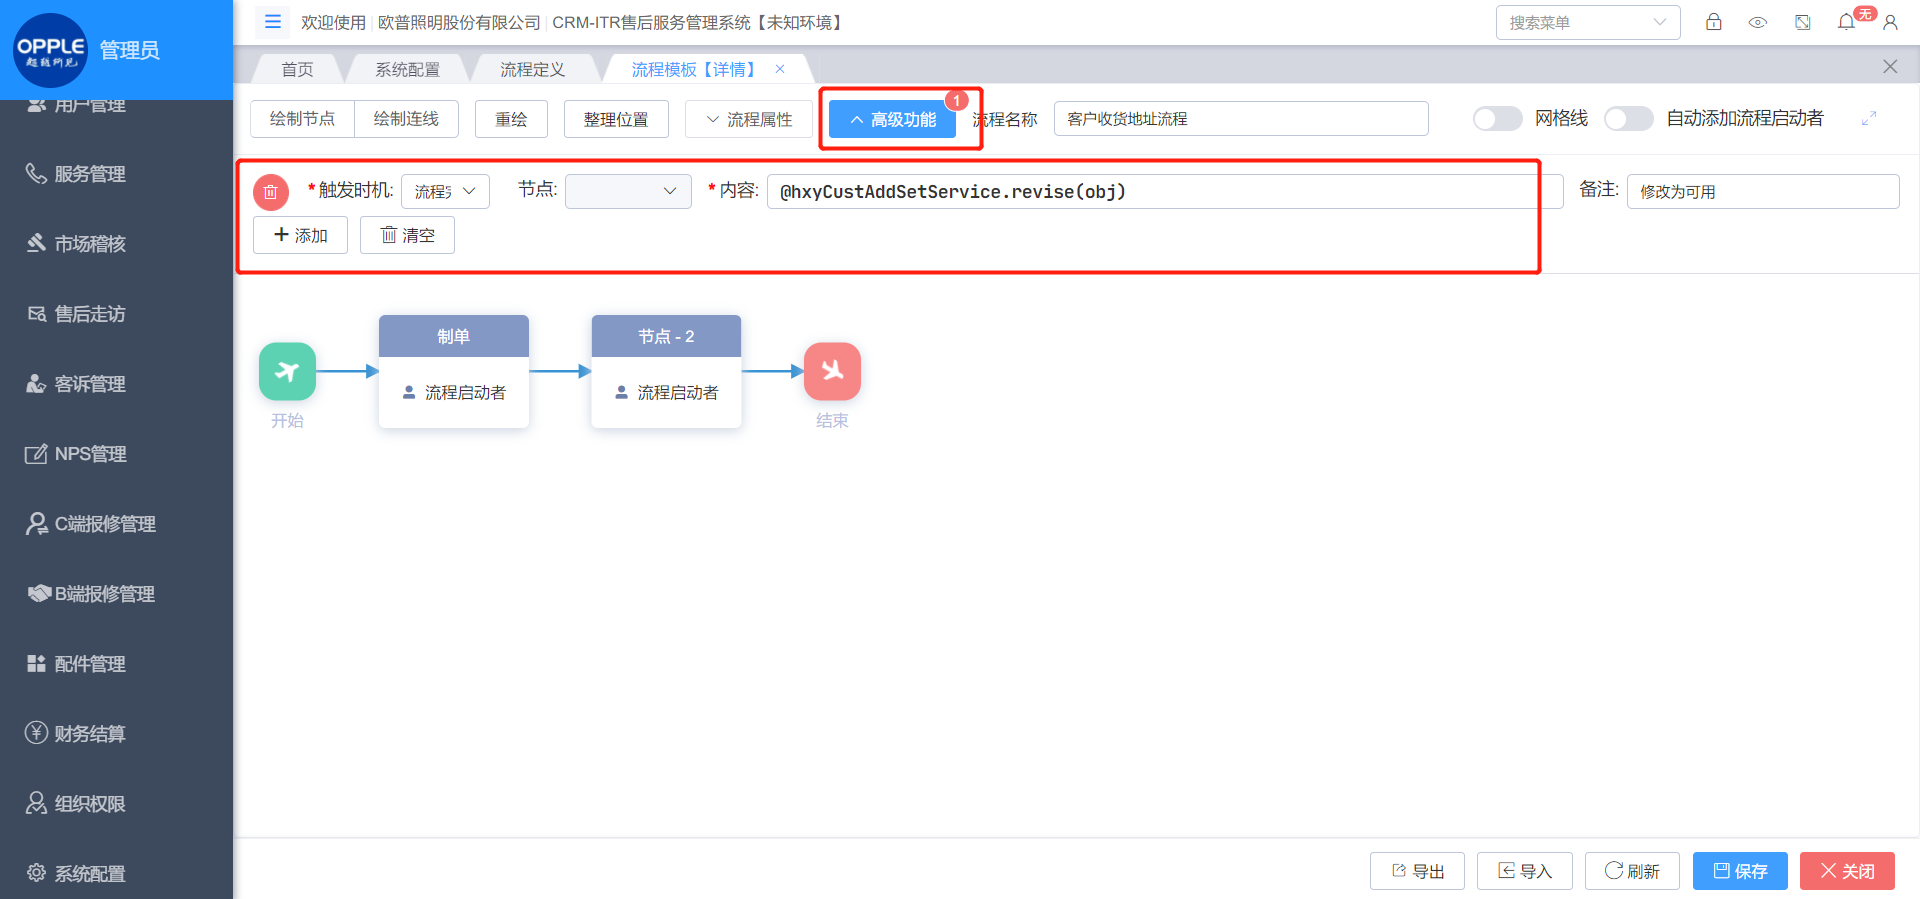 OPPLE
管理员
用户管理
服务管理
市场稽核
售后走访
客诉管理
NPS管理
C端报修管理
B端报修管理
配件管理
财务结算
组织权限
系统配置
欢迎使用 | 欧普照明股份有限公司 | CRM-ITR售后服务管理系统【未知环境】
搜索菜单
无
首页 系统配置 流程定义 流程模板【详情】
绘制节点 绘制连线 重绘 整理位置 流程属性 高级功能 1 流程名称 客户收货地址流程 网格线 自动添加流程启动者
*触发时机: 流程 节点: *内容: @hxyCustAddSetService.revise(obj) 备注: 修改为可用
添加 清空
制单 节点 - 2
流程启动者 流程启动者
开始 结束
导出 导入 刷新 保存 关闭